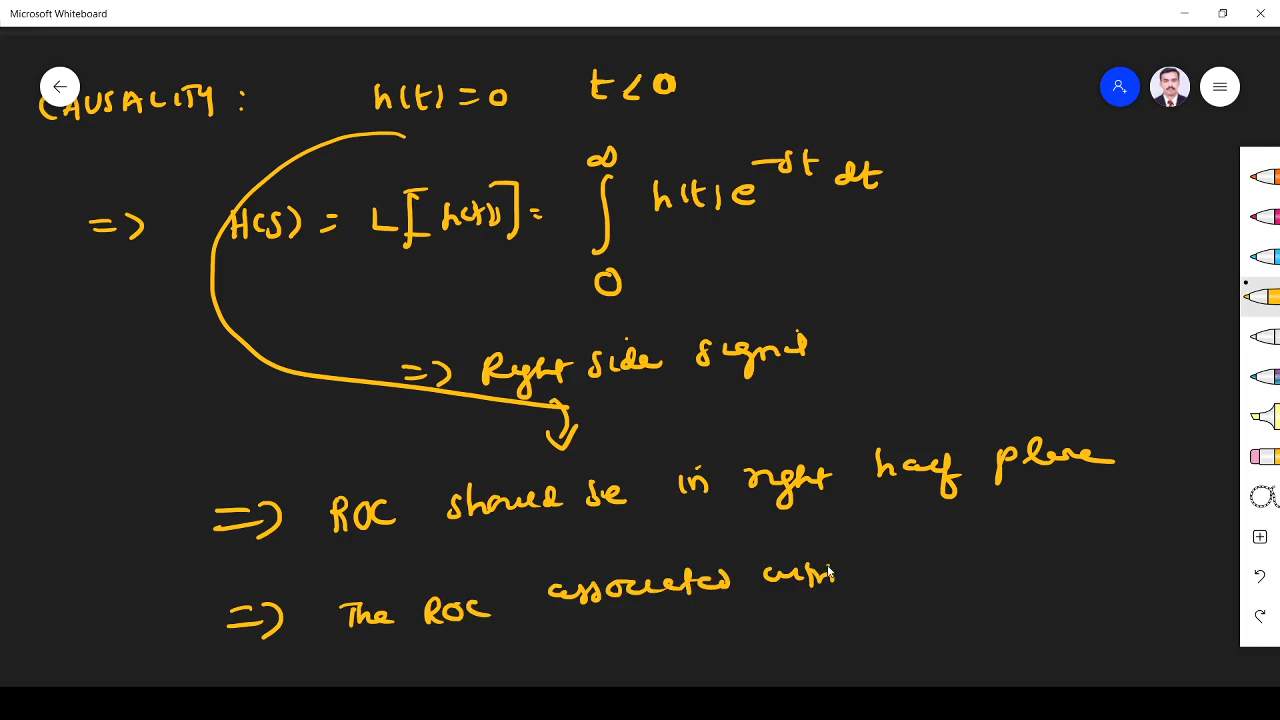 Microsoft Whiteboard
CAUSALITY : h(t) = 0 t < 0
=> H(s) = L[h(t)] = ∫₀^∞ h(t) e^{-st} dt
=> Right side signal
=> ROC should be in right half plane
=> The ROC associated with